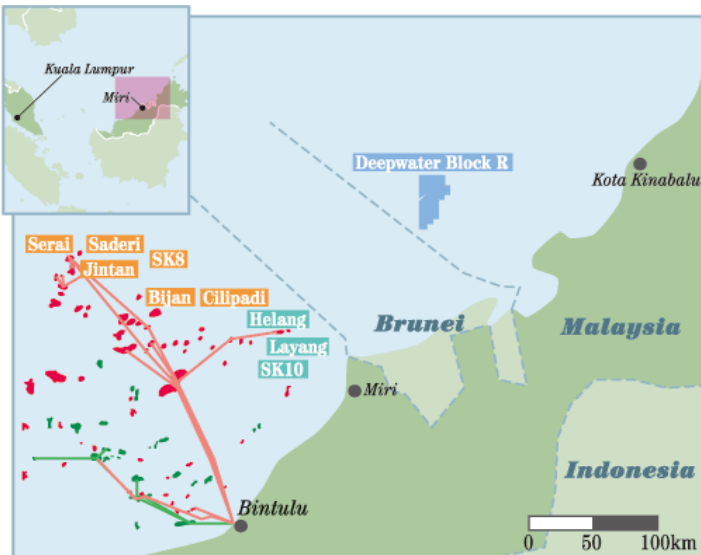 Kuala Lumpur
Miri
Deepwater Block R
Kota Kinabalu
Serai
Saderi
Jintan
SK8
Bijan
Cilipadi
Helang
Layang
SK10
Brunei
Malaysia
Miri
Indonesia
Bintulu
0
50
100km